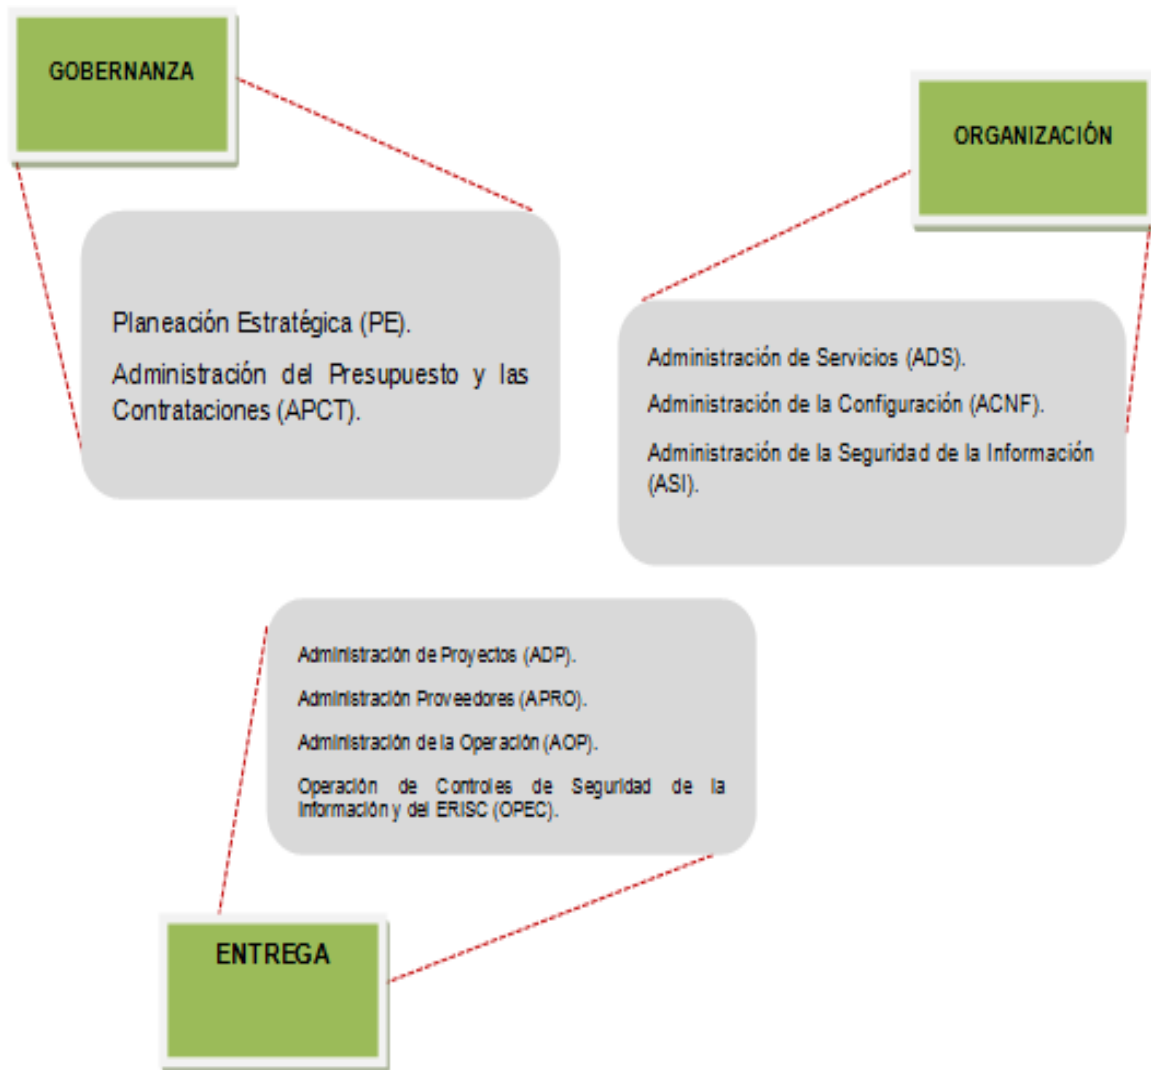 GOBERNANZA
Planeación Estratégica (PE).
Administración del Presupuesto y las
Contrataciones (APCT).
ORGANIZACIÓN
Administración de Servicios (ADS).
Administración de la Configuración (ACNF).
Administración de la Seguridad de la Información
(ASI).
Administración de Proyectos (ADP).
Administración Proveedores (APRO).
Administración de la Operación (AOP).
Operación de Controles de Seguridad de la
Información y del ERISC (OPEC).
ENTREGA